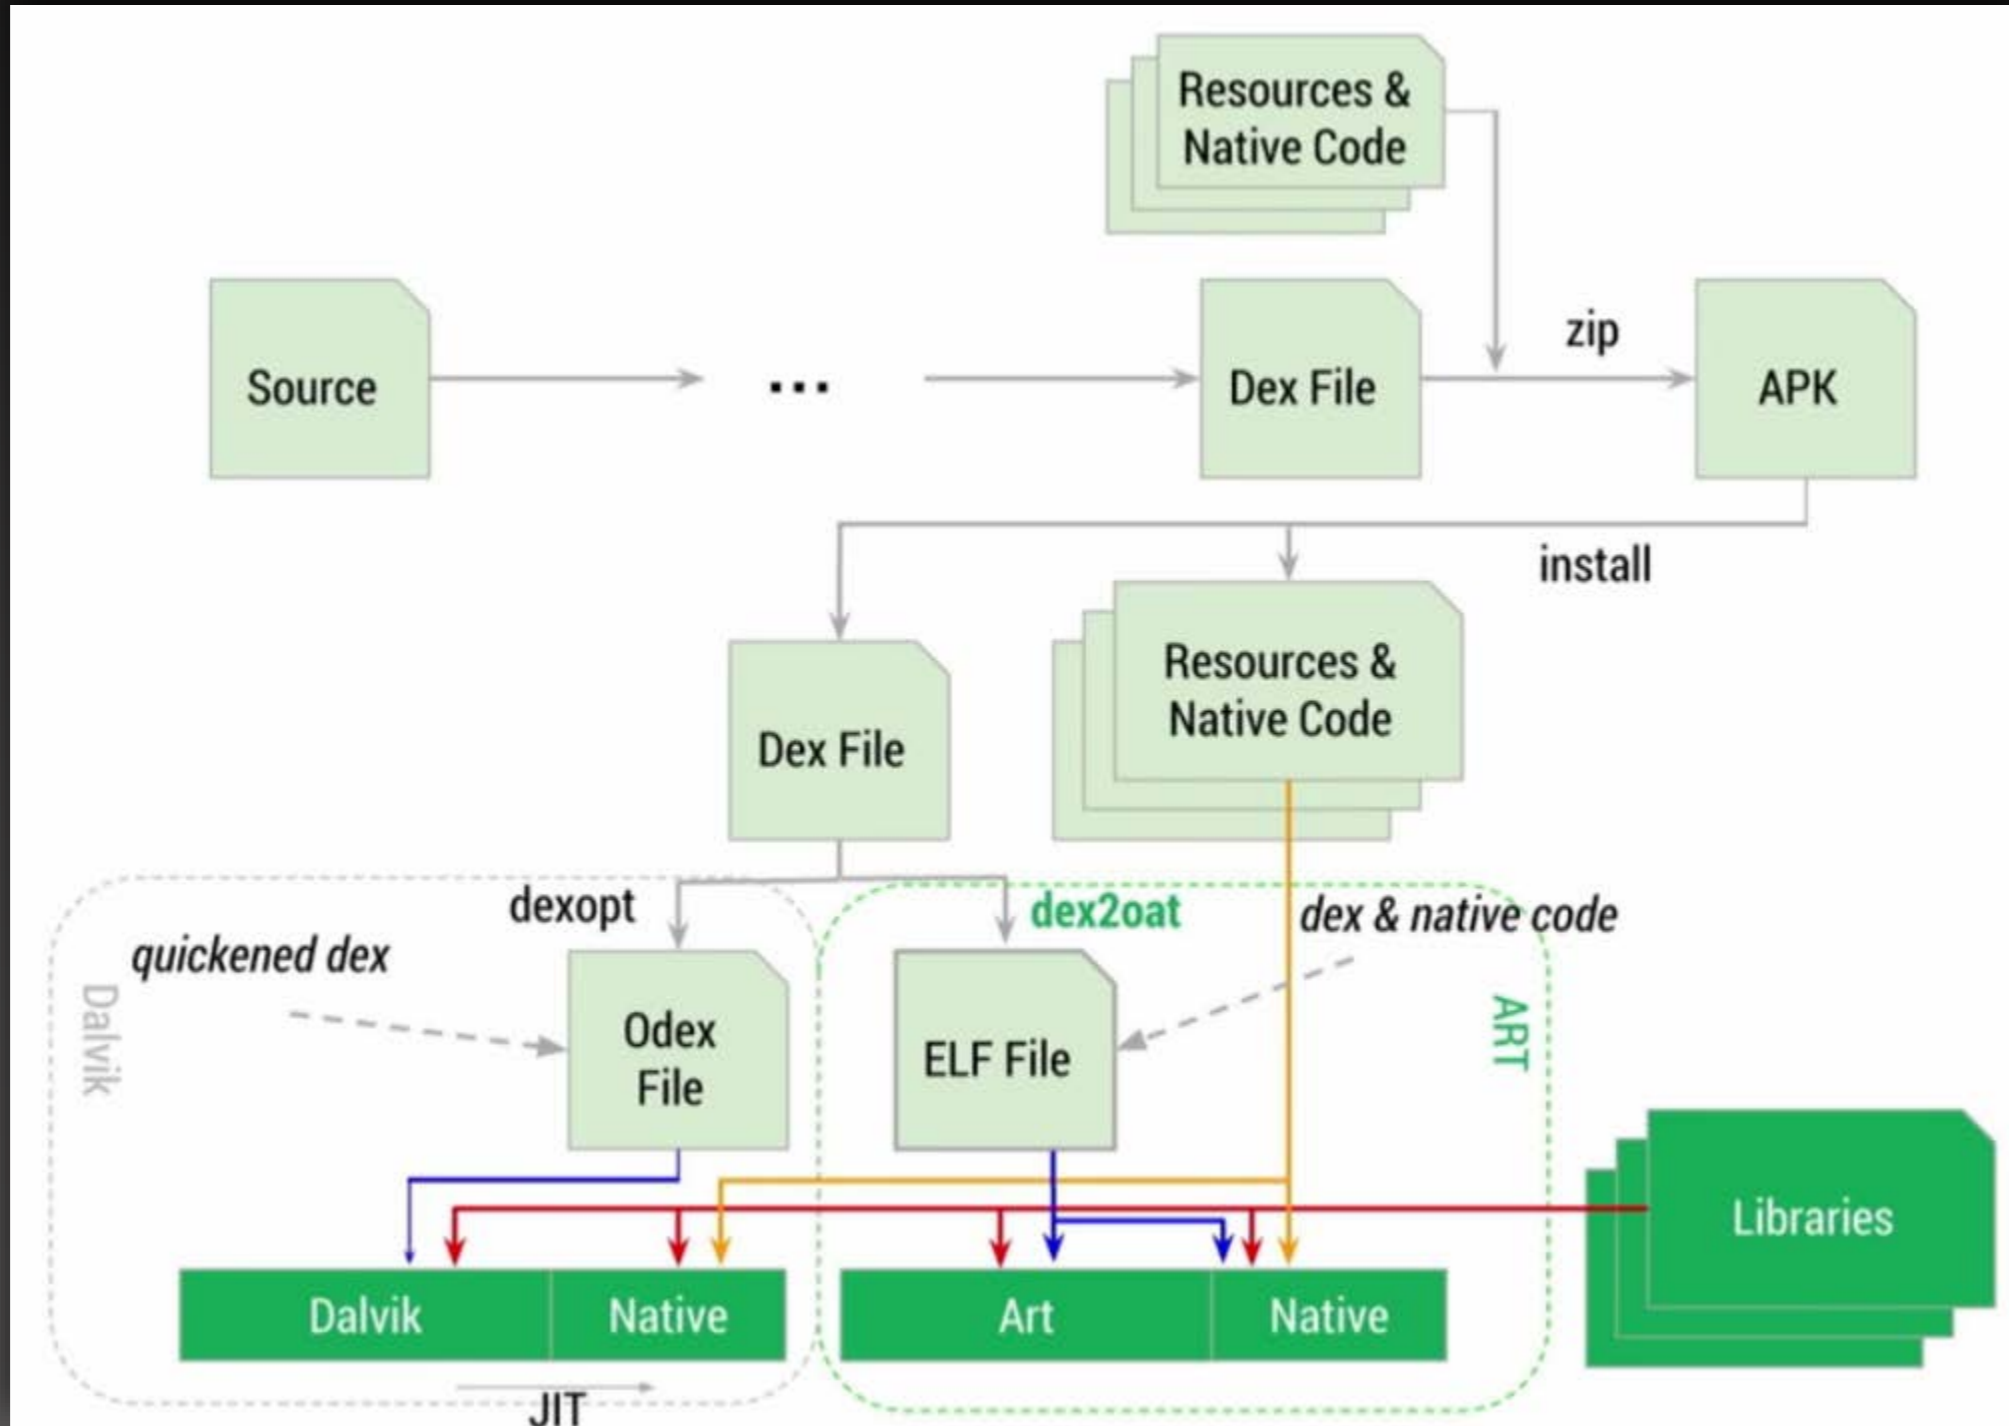 Resources &
Native Code
Source
...
Dex File
zip
APK
install
Dex File
Resources &
Native Code
dexopt
dex2oat
dex & native code
quickened dex
Dalvik
Odex
File
ELF File
ART
Libraries
Dalvik
Native
Art
Native
JIT